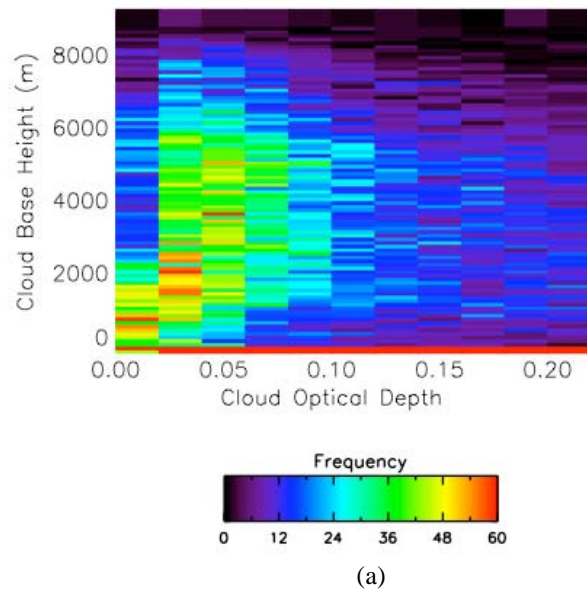 8000
6000
4000
2000
0
Cloud Base Height (m)
0.00 0.05 0.10 0.15 0.20
Cloud Optical Depth
Frequency
0 12 24 36 48 60
(a)